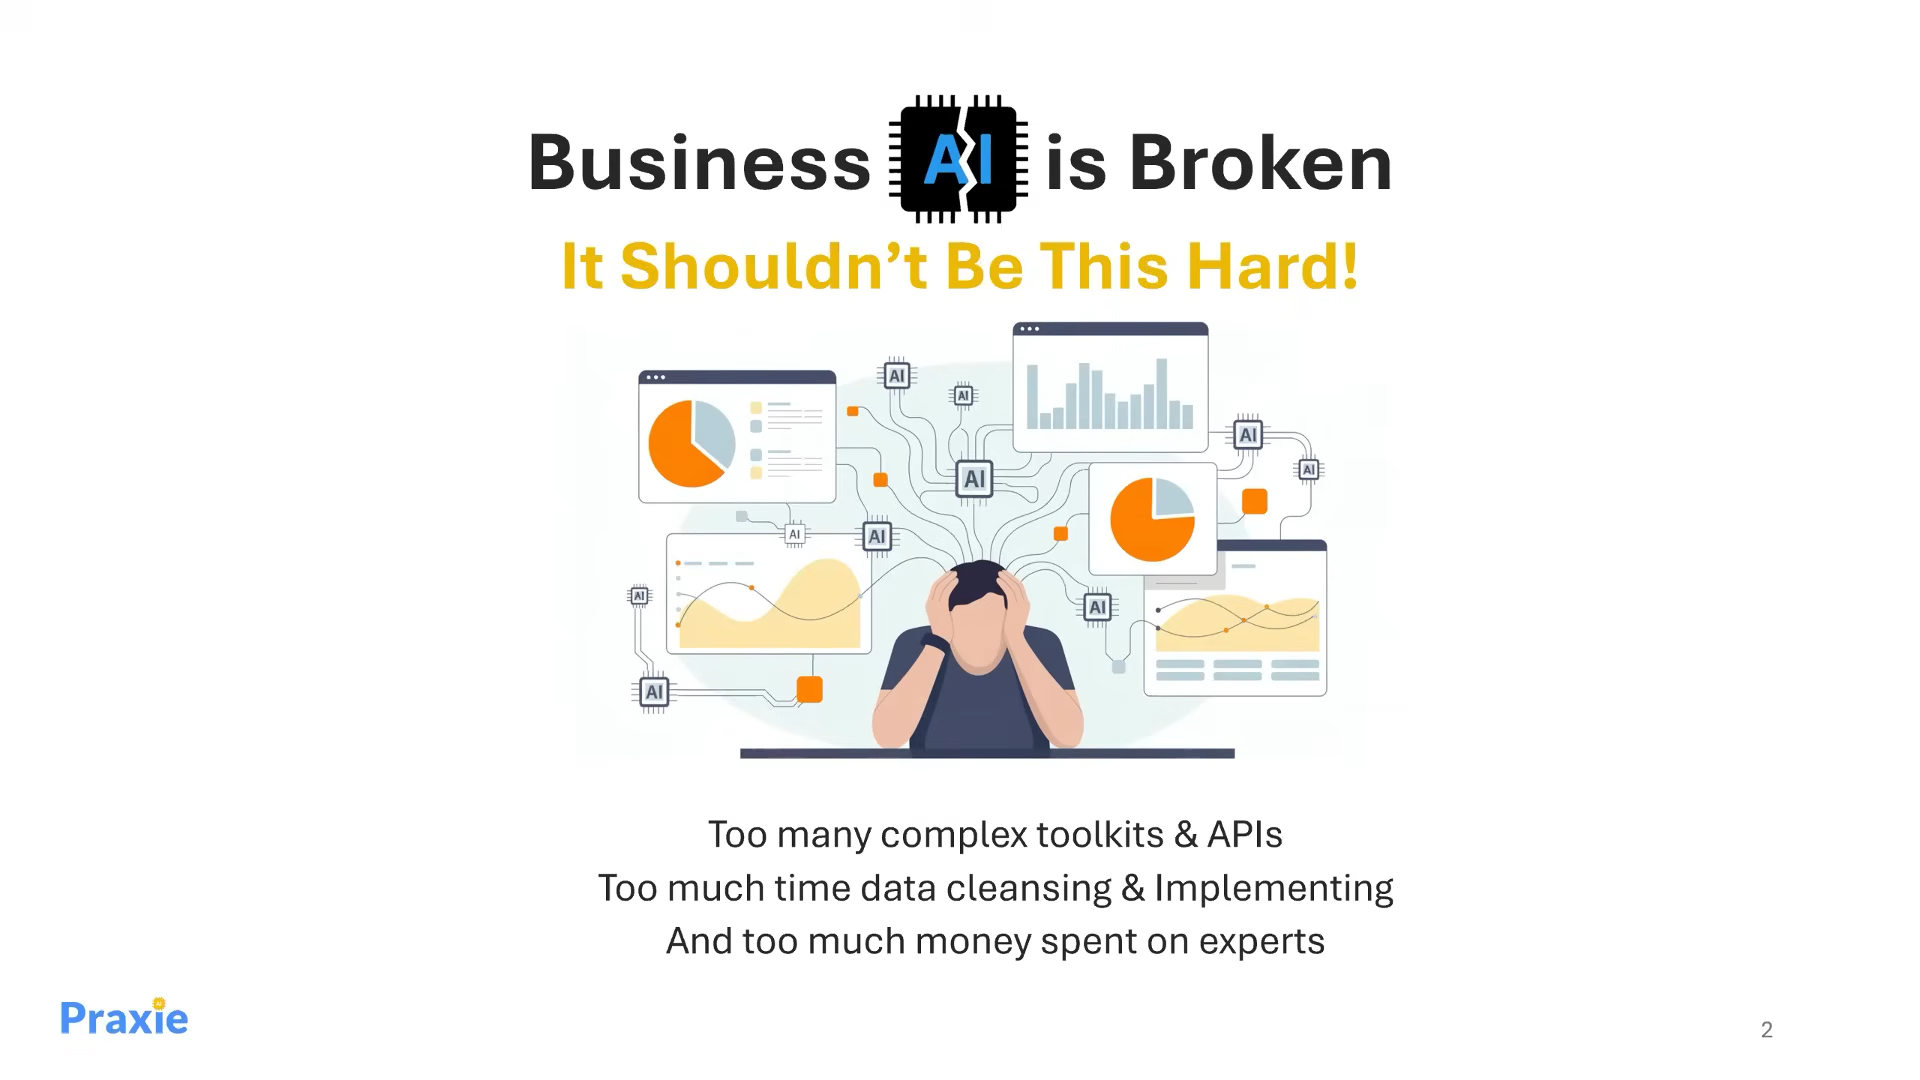 Business AI is Broken
It Shouldn’t Be This Hard!
AI
AI
AI
AI
AI
AI
AI
AI
AI
AI
Too many complex toolkits & APIs
Too much time data cleansing & Implementing
And too much money spent on experts
Praxie
2